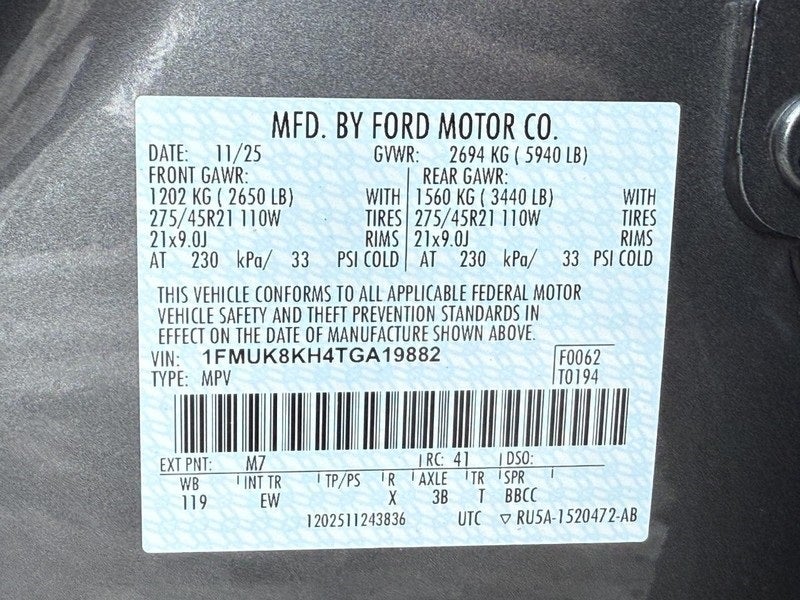 MFD. BY FORD MOTOR CO.
DATE: 11/25 GVWR: 2694 KG ( 5940 LB)
FRONT GAWR: REAR GAWR:
1202 KG ( 2650 LB) WITH 1560 KG ( 3440 LB) WITH
275/45R21 110W TIRES 275/45R21 110W TIRES
21x9.0J RIMS 21x9.0J RIMS
AT 230 kPa/ 33 PSI COLD AT 230 kPa/ 33 PSI COLD
THIS VEHICLE CONFORMS TO ALL APPLICABLE FEDERAL MOTOR
VEHICLE SAFETY AND THEFT PREVENTION STANDARDS IN
EFFECT ON THE DATE OF MANUFACTURE SHOWN ABOVE.
VIN: 1FMUK8KH4TGA19882 F0062
TYPE: MPV T0194
EXT PNT: M7 RC: 41 DSO:
WB INT TR TP/PS R AXLE TR SPR
119 EW X 3B T BBCC
1202511243836 UTC ▽ RU5A-1520472-AB